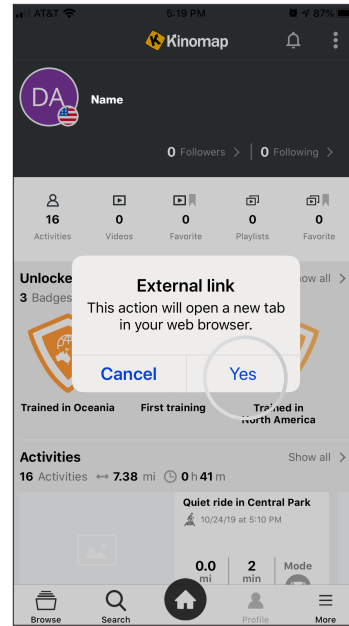 AT&T 5:19 PM 87%
Kinomap
DA
Name
0 Followers > 0 Following >
16 0 0 0 0
Activities Videos Favorite Playlists Favorite
Unlocke how all >
3 Badges
External link
This action will open a new tab
in your web browser.
Cancel Yes
Trained in Oceania First training Trained in
North America
Activities Show all >
16 Activities ↔ 7.38 mi 0 h 41 m
Quiet ride in Central Park
10/24/19 at 5:10 PM
0.0 2 Mode
mi min
Browse Search Profile More